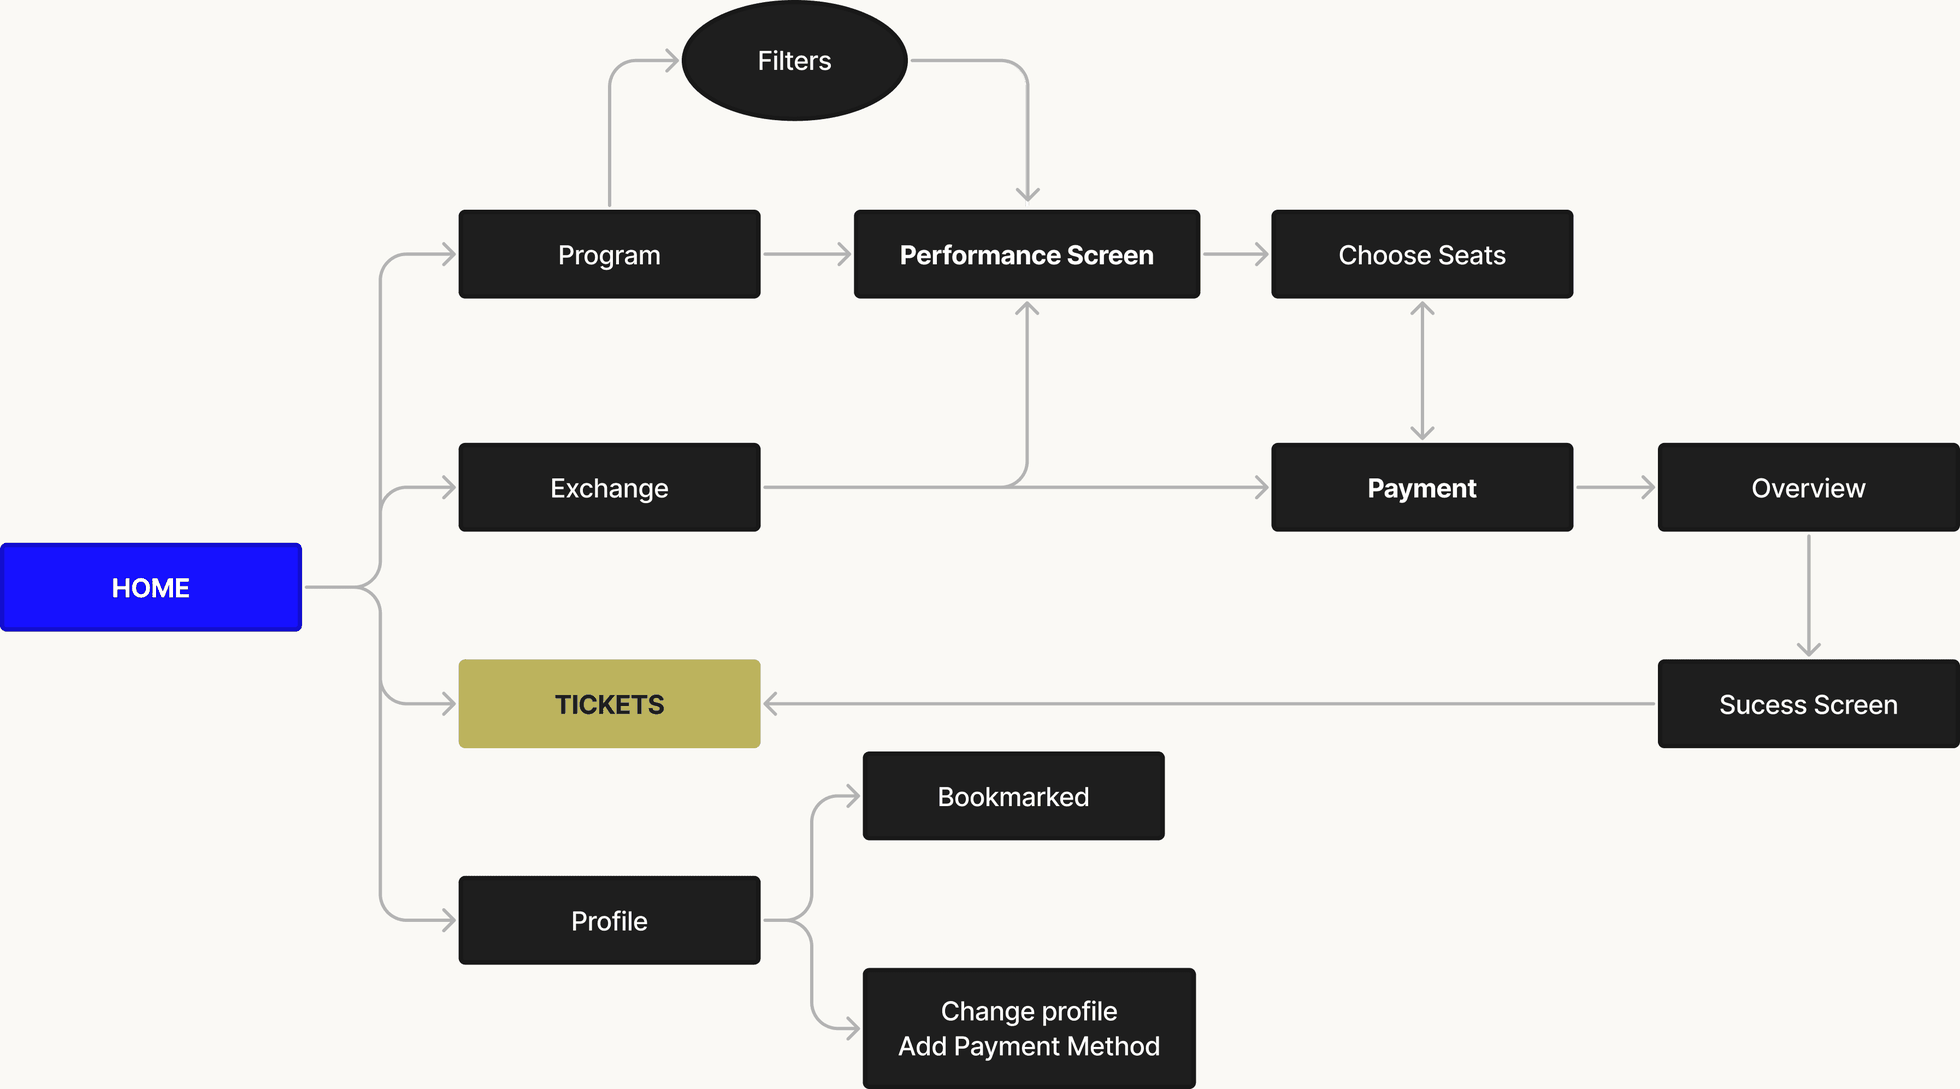 Filters
Program
Performance Screen
Choose Seats
Exchange
Payment
Overview
HOME
TICKETS
Sucess Screen
Bookmarked
Profile
Change profile
Add Payment Method